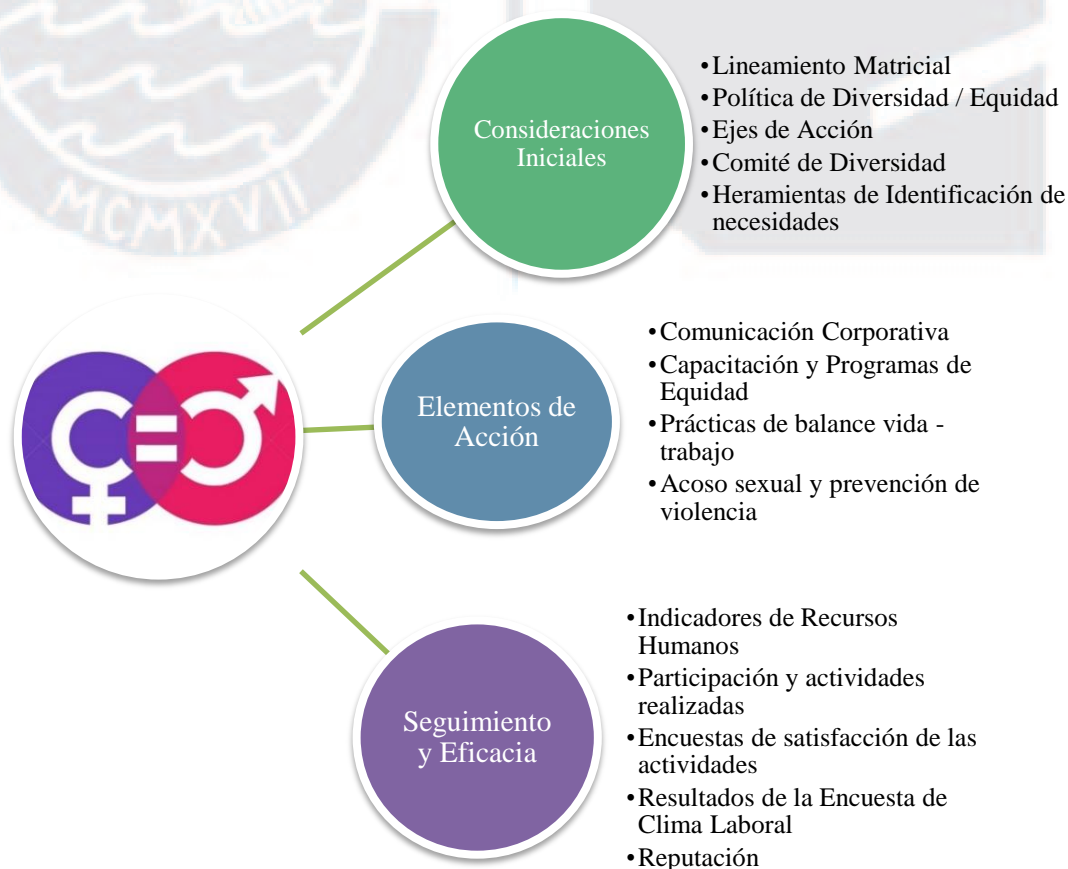 MCMXVII
Consideraciones
Iniciales
•Lineamiento Matricial
•Política de Diversidad / Equidad
•Ejes de Acción
•Comité de Diversidad
•Heramientas de Identificación de
necesidades
Elementos de
Acción
•Comunicación Corporativa
•Capacitación y Programas de
Equidad
•Prácticas de balance vida -
trabajo
•Acoso sexual y prevención de
violencia
Seguimiento
y Eficacia
•Indicadores de Recursos
Humanos
•Participación y actividades
realizadas
•Encuestas de satisfacción de las
actividades
•Resultados de la Encuesta de
Clima Laboral
•Reputación